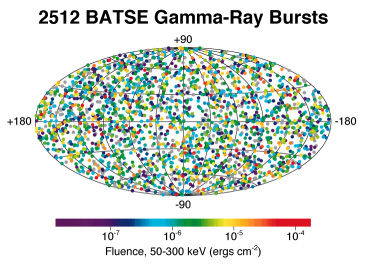 2512 BATSE Gamma-Ray Bursts
+90
+180
-180
-90
10⁻⁷ 10⁻⁶ 10⁻⁵ 10⁻⁴
Fluence, 50-300 keV (ergs cm⁻²)